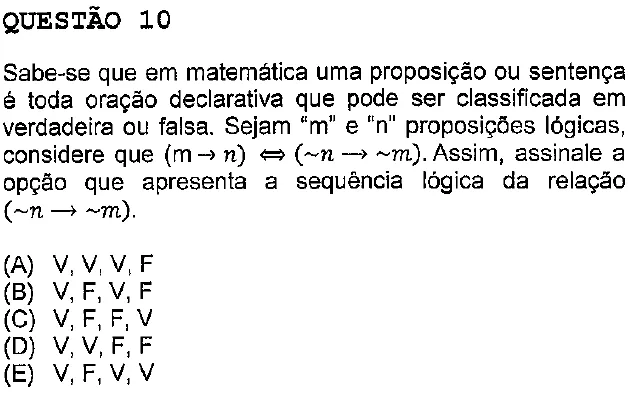 QUESTÃO 10
Sabe-se que em matemática uma proposição ou sentença
é toda oração declarativa que pode ser classificada em
verdadeira ou falsa. Sejam "m" e "n" proposições lógicas,
considere que (m → n) ⇔ (~n → ~m). Assim, assinale a
opção que apresenta a sequência lógica da relação
(~n → ~m).
(A) V, V, V, F
(B) V, F, V, F
(C) V, F, F, V
(D) V, V, F, F
(E) V, F, V, V